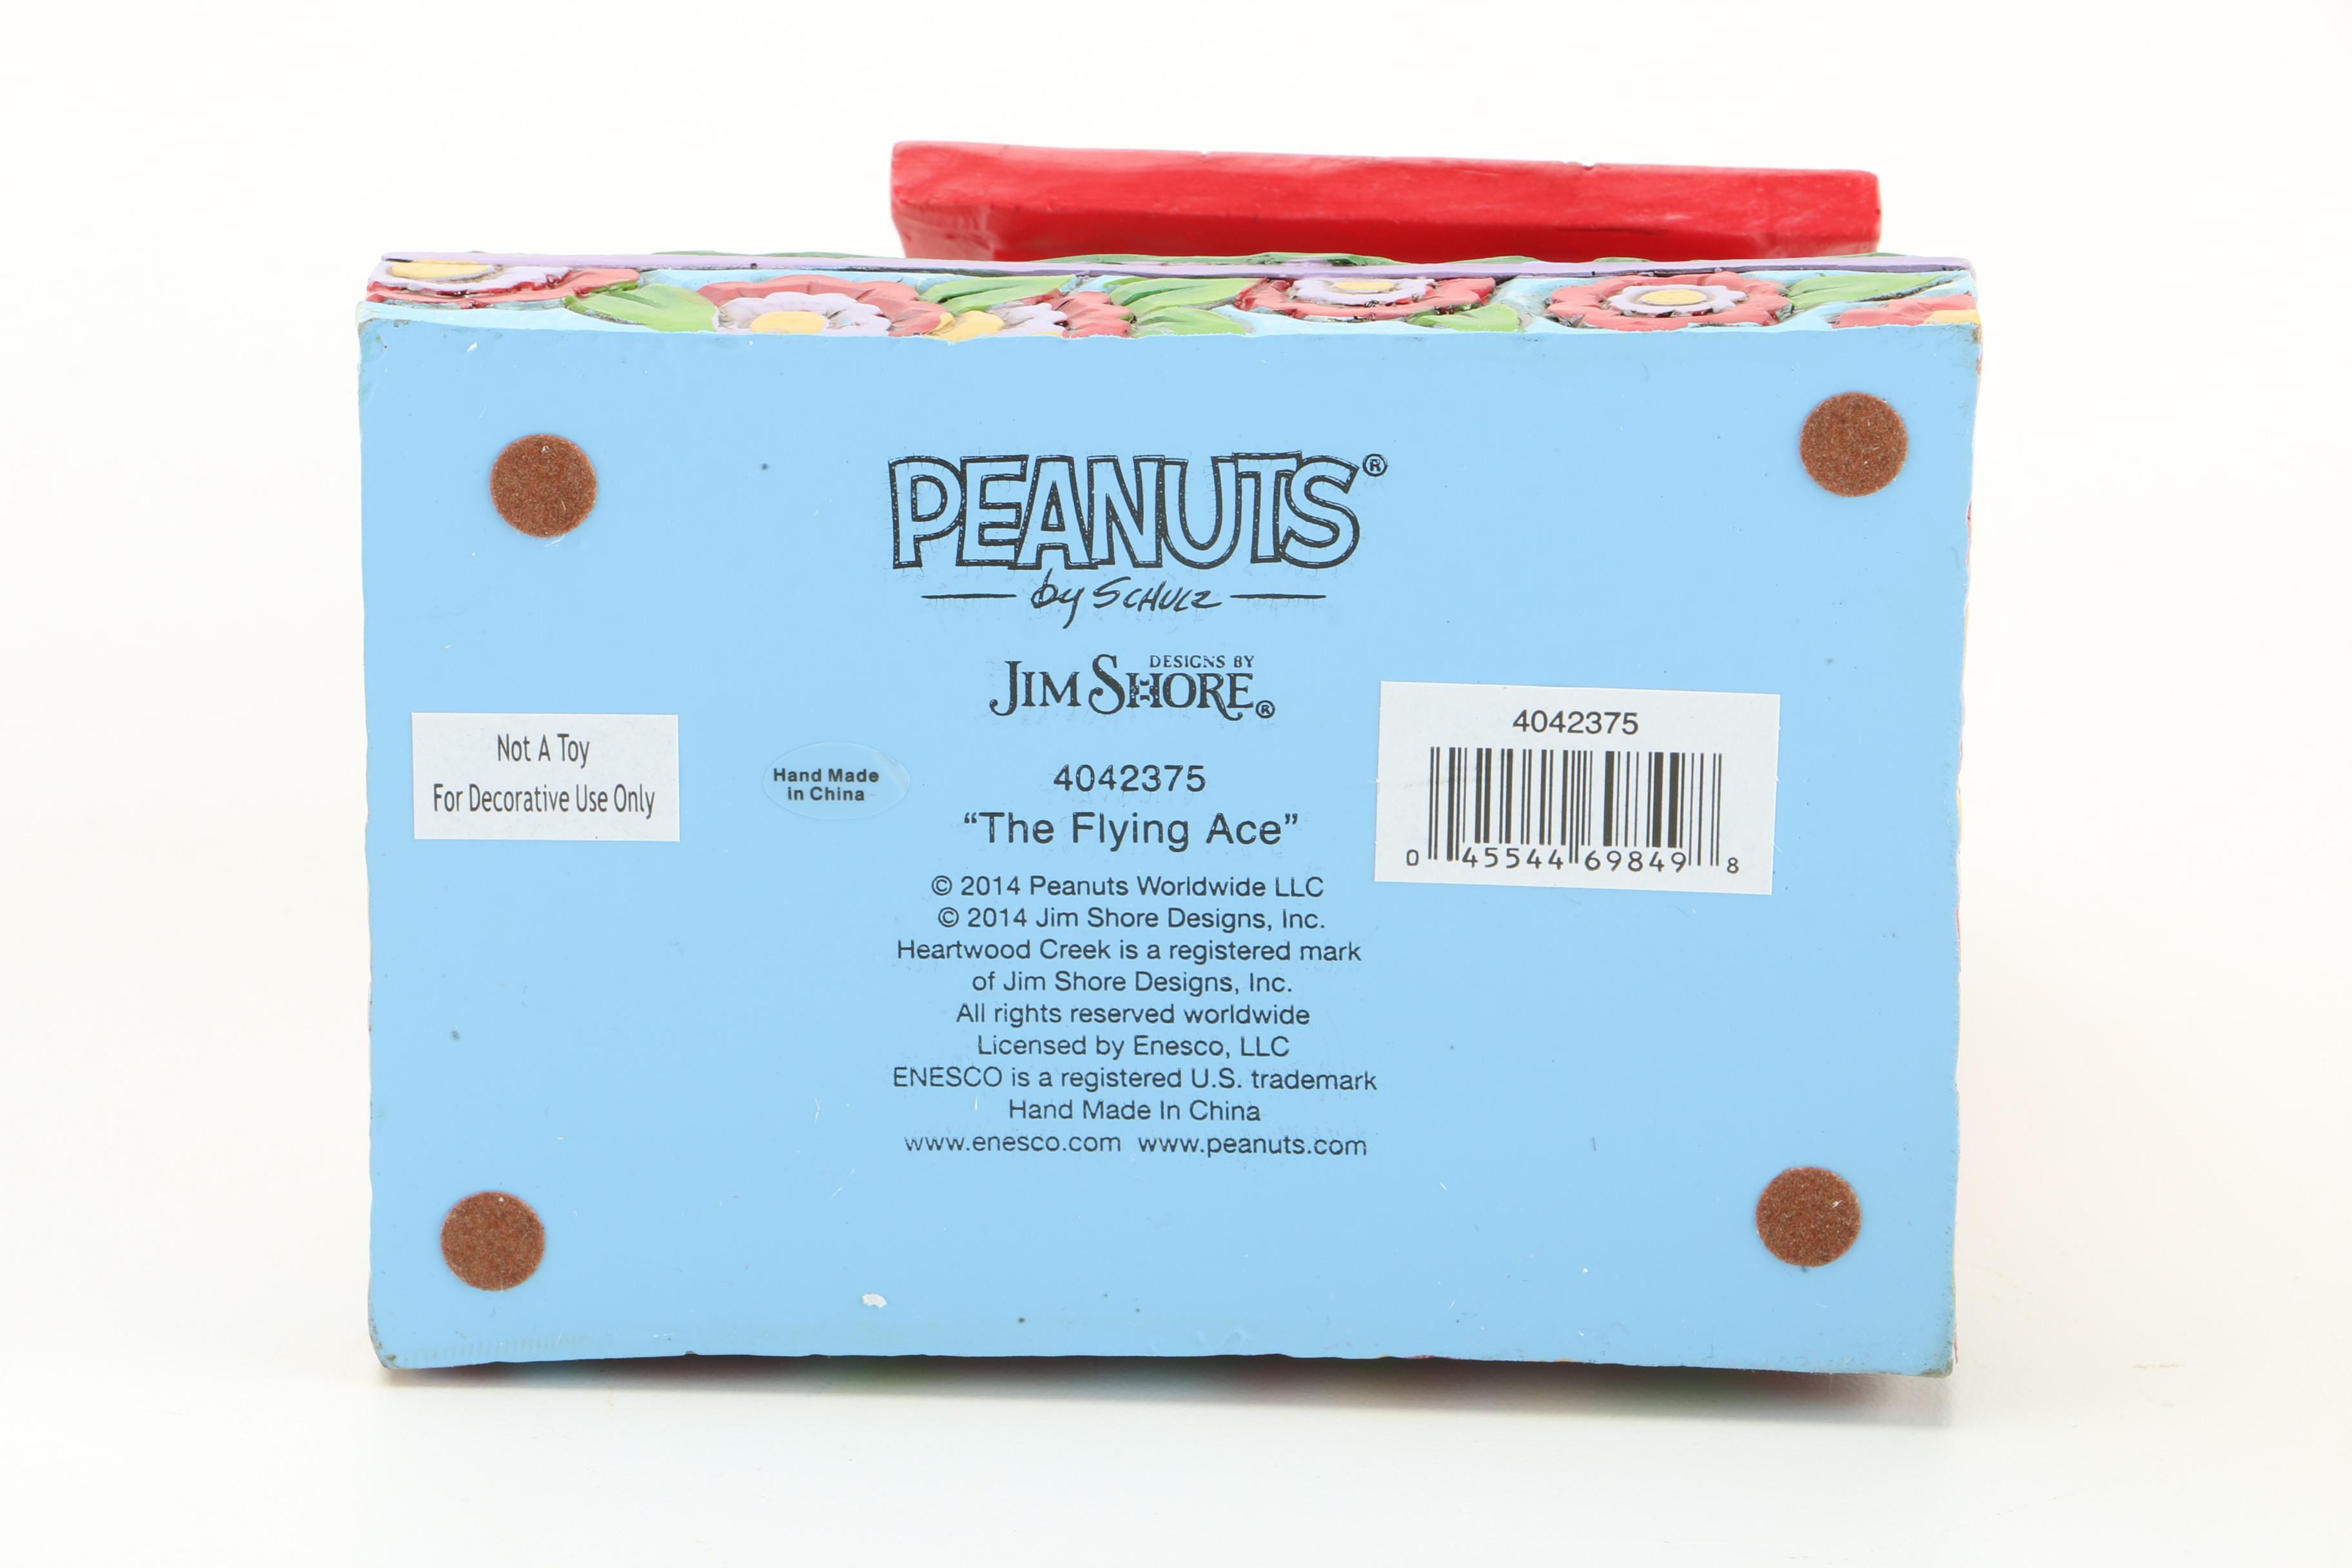 PEANUTS®
by SCHULZ
DESIGNS BY
JIM SHORE®
Not A Toy
For Decorative Use Only
Hand Made
in China
4042375
“The Flying Ace”
4042375
0 45544 69849 8
© 2014 Peanuts Worldwide LLC
© 2014 Jim Shore Designs, Inc.
Heartwood Creek is a registered mark
of Jim Shore Designs, Inc.
All rights reserved worldwide
Licensed by Enesco, LLC
ENESCO is a registered U.S. trademark
Hand Made In China
www.enesco.com www.peanuts.com